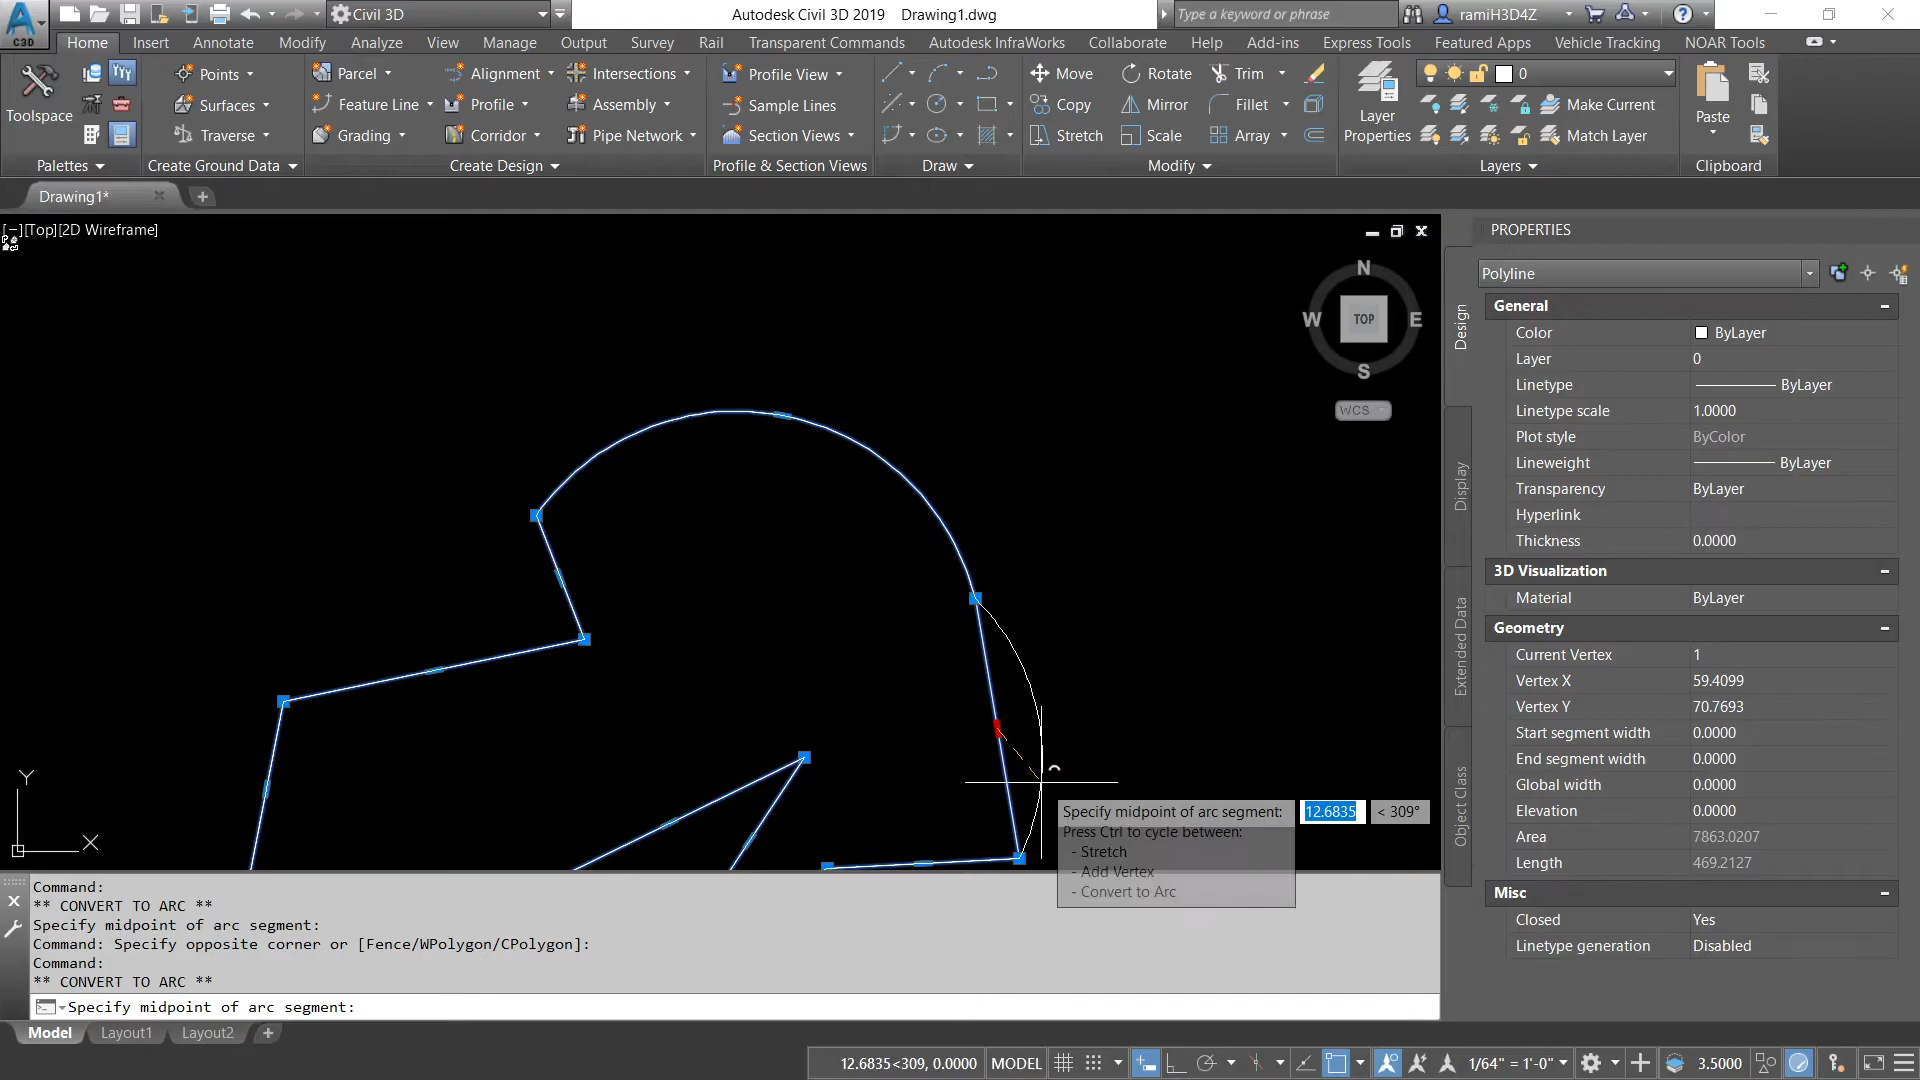 Civil 3D
Autodesk Civil 3D 2019 Drawing1.dwg
Type a keyword or phrase
ramiH3D4Z
C3D
Home Insert Annotate Modify Analyze View Manage Output Survey Rail Transparent Commands Autodesk InfraWorks Collaborate Help Add-ins Express Tools Featured Apps Vehicle Tracking NOAR Tools
Toolspace
Palettes
Points
Surfaces
Traverse
Create Ground Data
Parcel
Feature Line
Grading
Alignment
Profile
Corridor
Intersections
Assembly
Pipe Network
Create Design
Profile View
Sample Lines
Section Views
Profile & Section Views
Draw
Move
Copy
Stretch
Rotate
Mirror
Scale
Trim
Fillet
Array
Modify
Layer
Properties
0
Make Current
Match Layer
Layers
Paste
Clipboard
Drawing1*
[−][Top][2D Wireframe]
N
W
TOP
E
S
WCS
Y
X
Specify midpoint of arc segment: 12.6835 < 309°
Press Ctrl to cycle between:
- Stretch
- Add Vertex
- Convert to Arc
PROPERTIES
Polyline
Design
Display
Extended Data
Object Class
General
Color ByLayer
Layer 0
Linetype ByLayer
Linetype scale 1.0000
Plot style ByColor
Lineweight ByLayer
Transparency ByLayer
Hyperlink
Thickness 0.0000
3D Visualization
Material ByLayer
Geometry
Current Vertex 1
Vertex X 59.4099
Vertex Y 70.7693
Start segment width 0.0000
End segment width 0.0000
Global width 0.0000
Elevation 0.0000
Area 7863.0207
Length 469.2127
Misc
Closed Yes
Linetype generation Disabled
Command:
** CONVERT TO ARC **
Specify midpoint of arc segment:
Command: Specify opposite corner or [Fence/WPolygon/CPolygon]:
Command:
** CONVERT TO ARC **
Specify midpoint of arc segment:
Model Layout1 Layout2
12.6835<309, 0.0000 MODEL 1/64" = 1'-0" 3.5000